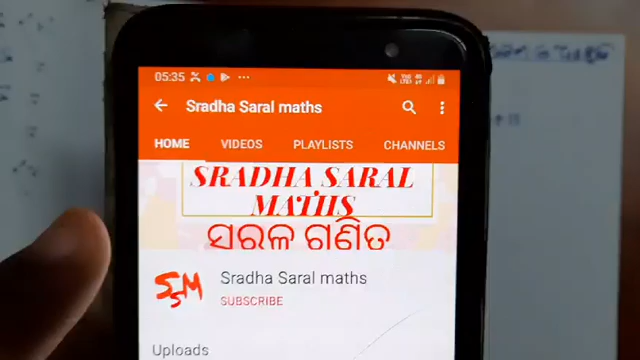 05:35
Sradha Saral maths
HOME VIDEOS PLAYLISTS CHANNELS
SRADHA SARAL
MATHS
ସରଳ ଗଣିତ
SSM
Sradha Saral maths
SUBSCRIBE
Uploads